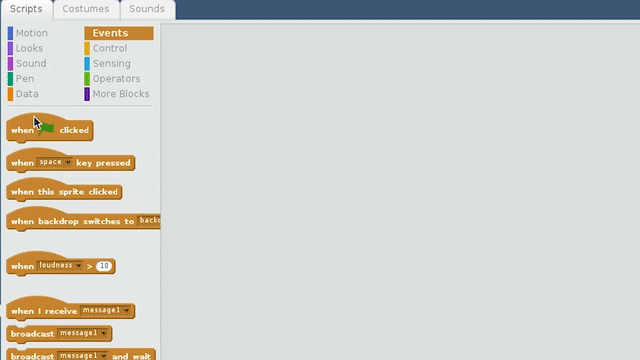 Scripts Costumes Sounds
Motion Events
Looks Control
Sound Sensing
Pen Operators
Data More Blocks
when clicked
when space key pressed
when this sprite clicked
when backdrop switches to
when loudness > 10
when I receive message1
broadcast message1
broadcast message1 and wait